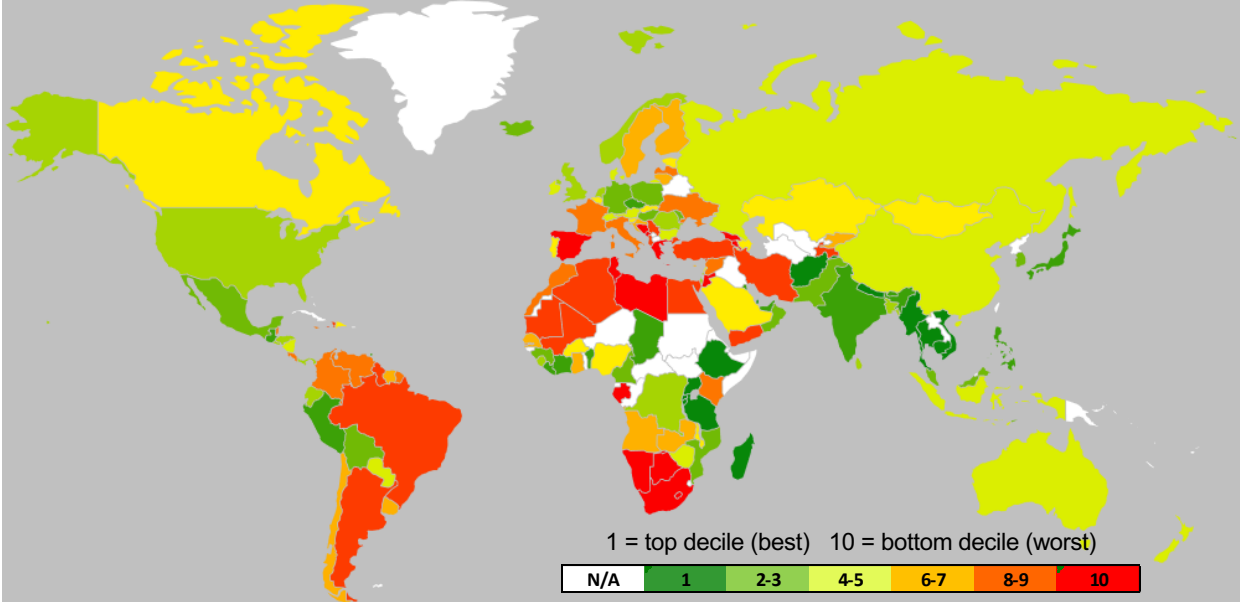 1 = top decile (best) 10 = bottom decile (worst)
N/A 1 2-3 4-5 6-7 8-9 10